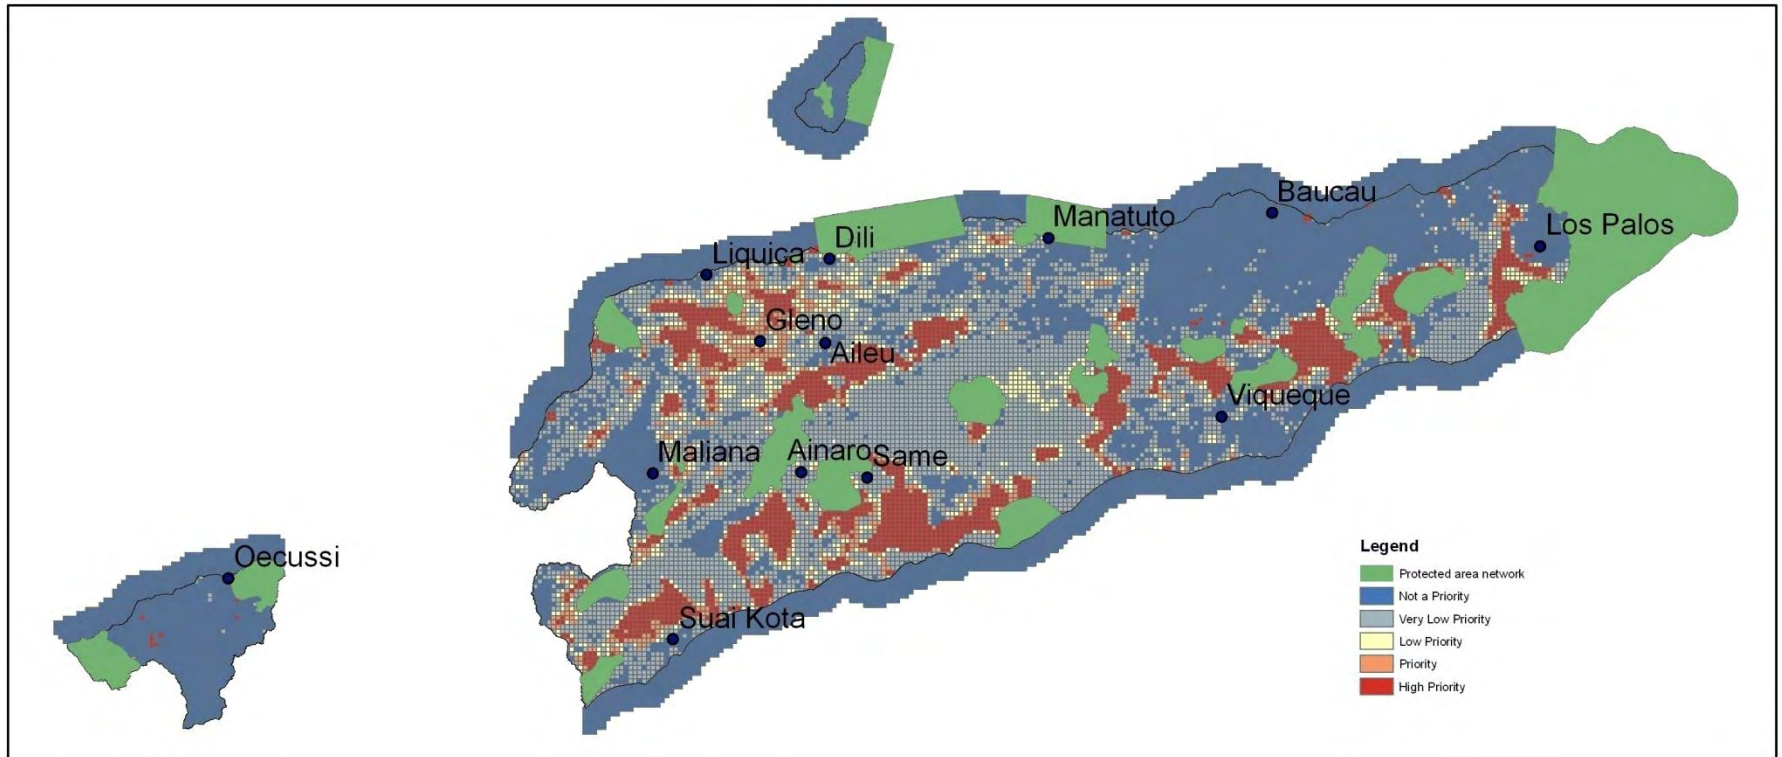 Baucau
Manatuto
Los Palos
Dili
Liquica
Gleno
Aileu
Viqueque
Maliana
Ainaro
Same
Oecussi
Suai Kota
Legend
Protected area network
Not a Priority
Very Low Priority
Low Priority
Priority
High Priority